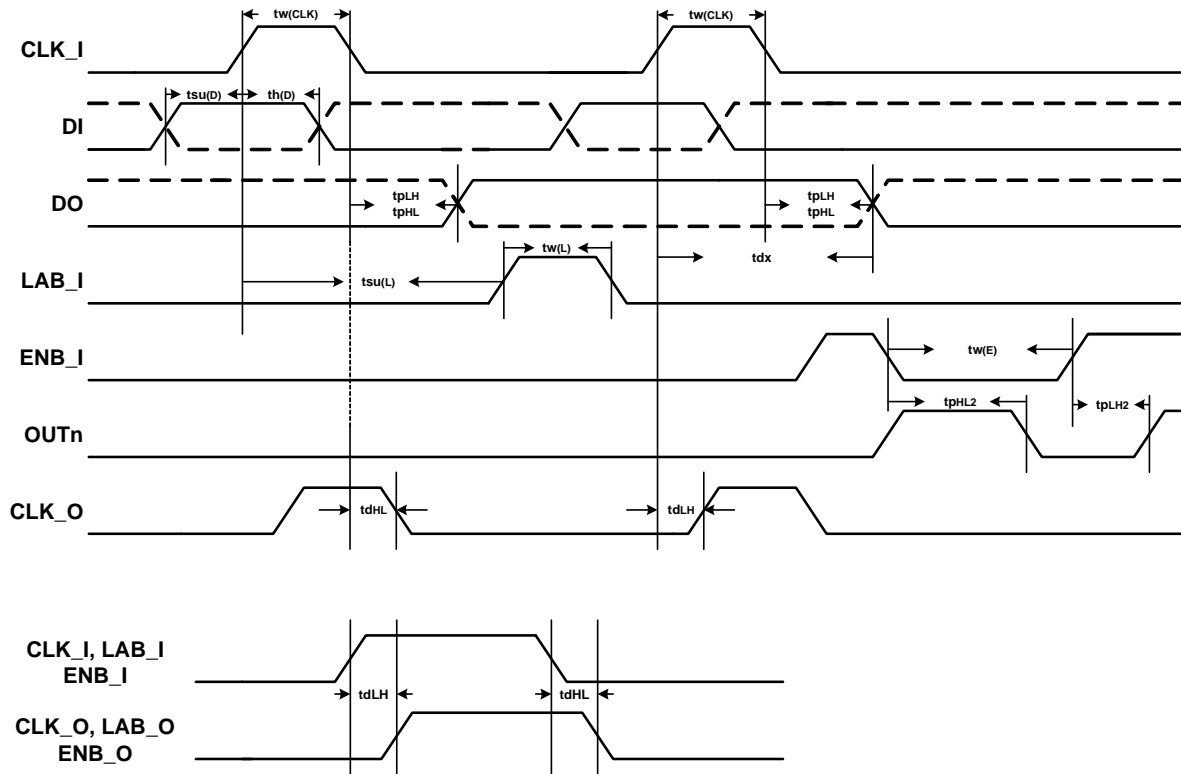 tw(CLK) tw(CLK)
CLK_I
tsu(D) th(D)
DI
DO
tpLH tpLH
tpHL tpHL
tw(L) tdx
LAB_I
tsu(L)
ENB_I
tw(E)
tpHL2 tpLH2
OUTn
CLK_O
tdHL tdLH
CLK_I, LAB_I
ENB_I
tdLH tdHL
CLK_O, LAB_O
ENB_O